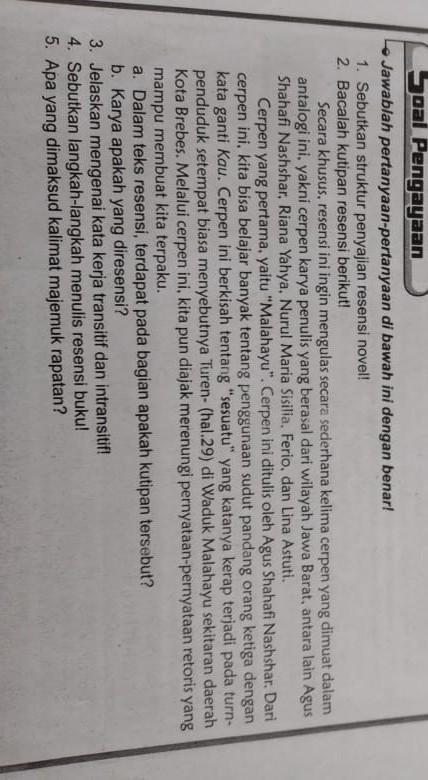 Soal Pengayaan
Jawablah pertanyaan-pertanyaan di bawah ini dengan benar!
1. Sebutkan struktur penyajian resensi novel!
2. Bacalah kutipan resensi berikut!
Secara khusus, resensi ini ingin mengulas secara sederhana kelima cerpen yang dimuat dalam
antalogi ini, yakni cerpen karya penulis yang berasal dari wilayah Jawa Barat, antara lain Agus
Shahafi Nashshar, Riana Yahya, Nurul Maria Sisilia, Ferio, dan Lina Astuti.
Cerpen yang pertama, yaitu "Malahayu". Cerpen ini ditulis oleh Agus Shahafi Nashshar. Dari
cerpen ini, kita bisa belajar banyak tentang penggunaan sudut pandang orang ketiga dengan
kata ganti Kau. Cerpen ini berkisah tentang "sesuatu" yang katanya kerap terjadi pada turn-
penduduk setempat biasa menyebutnya Turen- (hal.29) di Waduk Malahayu sekitaran daerah
Kota Brebes. Melalui cerpen ini, kita pun diajak merenungi pernyataan-pernyataan retoris yang
mampu membuat kita terpaku.
a. Dalam teks resensi, terdapat pada bagian apakah kutipan tersebut?
b. Karya apakah yang diresensi?
3. Jelaskan mengenai kata kerja transitif dan intransitif!
4. Sebutkan langkah-langkah menulis resensi buku!
5. Apa yang dimaksud kalimat majemuk rapatan?